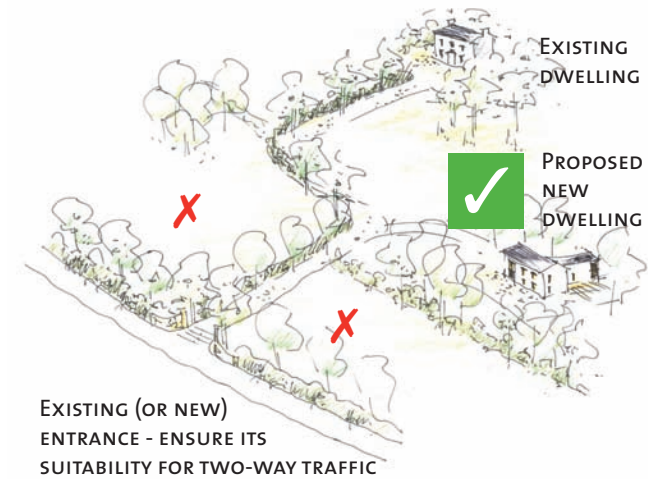 Existing
dwelling
Proposed
new
dwelling
Existing (or new)
entrance - ensure its
suitability for two-way traffic